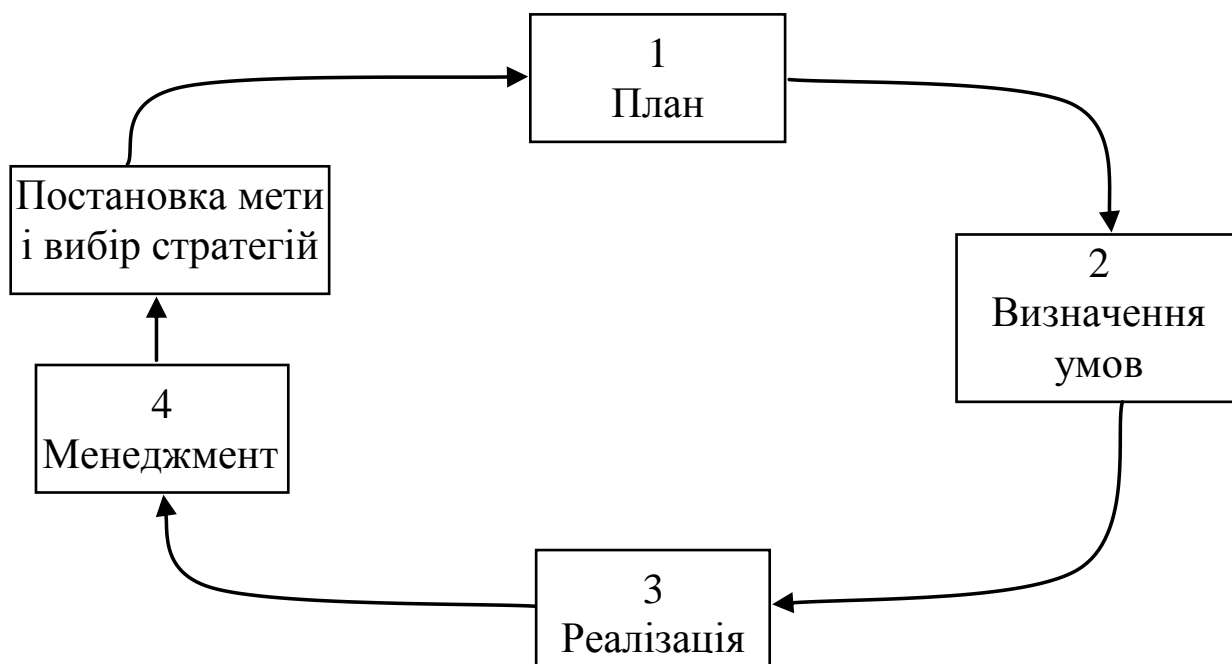 1
План
Постановка мети
і вибір стратегій
2
Визначення
умов
4
Менеджмент
3
Реалізація